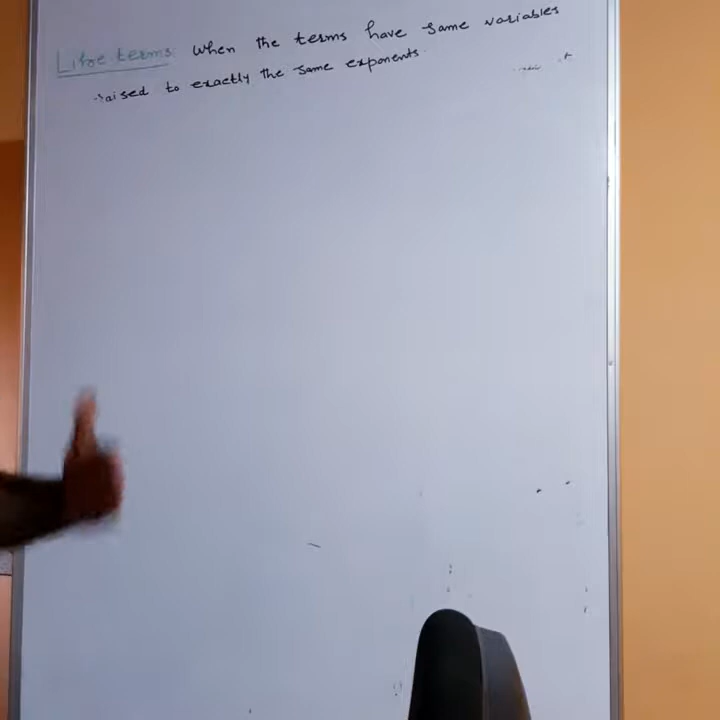 Like terms: When the terms have same variables
raised to exactly the same exponents.